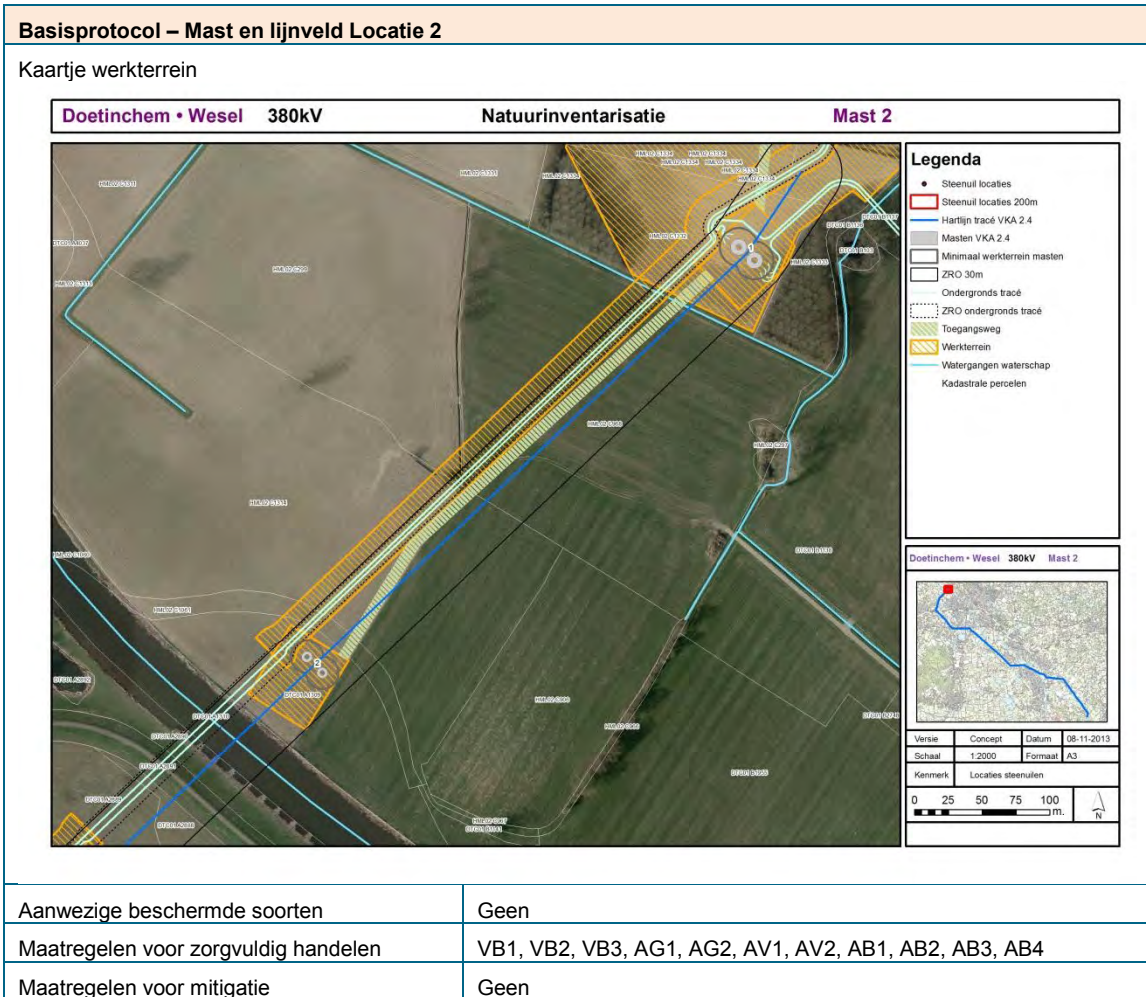 Basisprotocol – Mast en lijnveld Locatie 2
Kaartje werkterrein
Doetinchem • Wesel 380kV Natuurinventarisatie Mast 2
Legenda
Steenuil locaties
Steenuil locaties 200m
Hartlijn tracé VKA 2.4
Masten VKA 2.4
Minimaal werkterrein masten
ZRO 30m
Ondergronds tracé
ZRO ondergronds tracé
Toegangsweg
Werkterrein
Watergangen waterschap
Kadastrale percelen
1
2
Doetinchem • Wesel 380kV Mast 2
Versie Concept Datum 08-11-2013
Schaal 1:2000 Formaat A3
Kenmerk Locaties steenuilen
0 25 50 75 100
m.
N
Aanwezige beschermde soorten Geen
Maatregelen voor zorgvuldig handelen VB1, VB2, VB3, AG1, AG2, AV1, AV2, AB1, AB2, AB3, AB4
Maatregelen voor mitigatie Geen